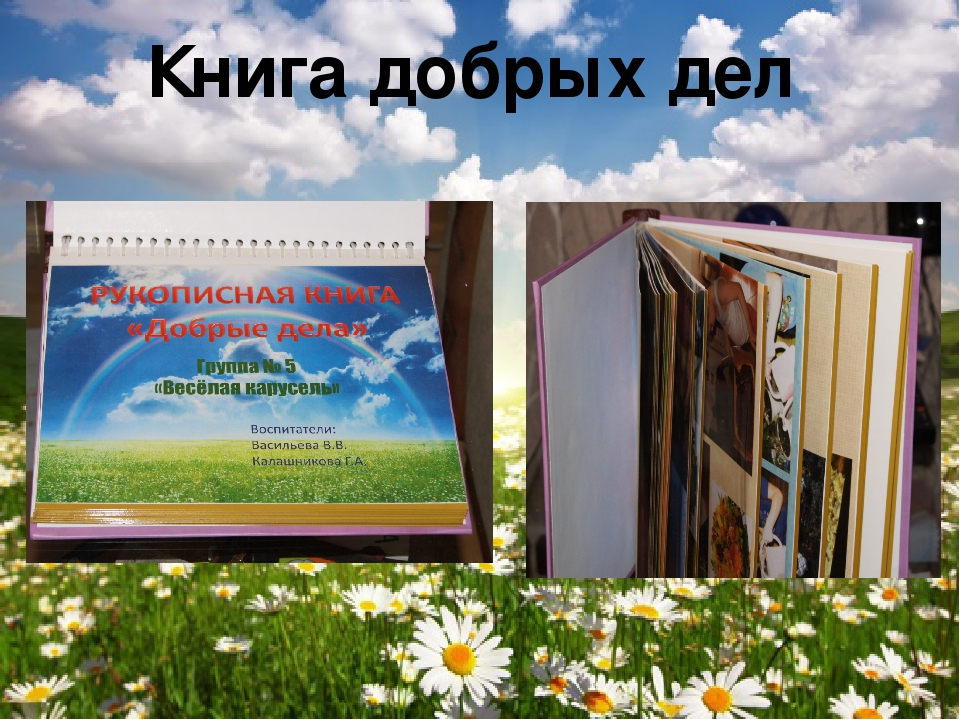 Книга добрых дел
РУКОПИСНАЯ КНИГА
«Добрые дела»
Группа № 5
«Весёлая карусель»
Воспитатели:
Васильева В.В.
Калашникова Г.А.